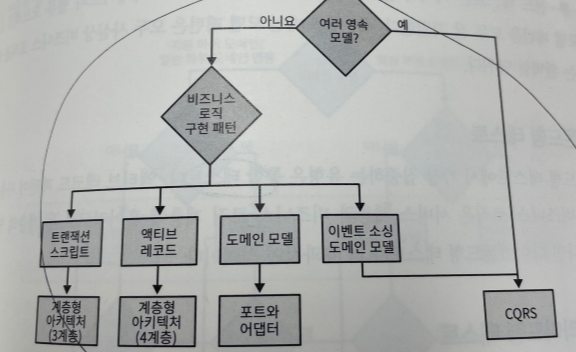 여러 영속
모델?
아니요
예
비즈니스
로직
구현 패턴
트랜잭션
스크립트
액티브
레코드
도메인 모델
이벤트 소싱
도메인 모델
계층형
아키텍처
(3계층)
계층형
아키텍처
(4계층)
포트와
어댑터
CQRS